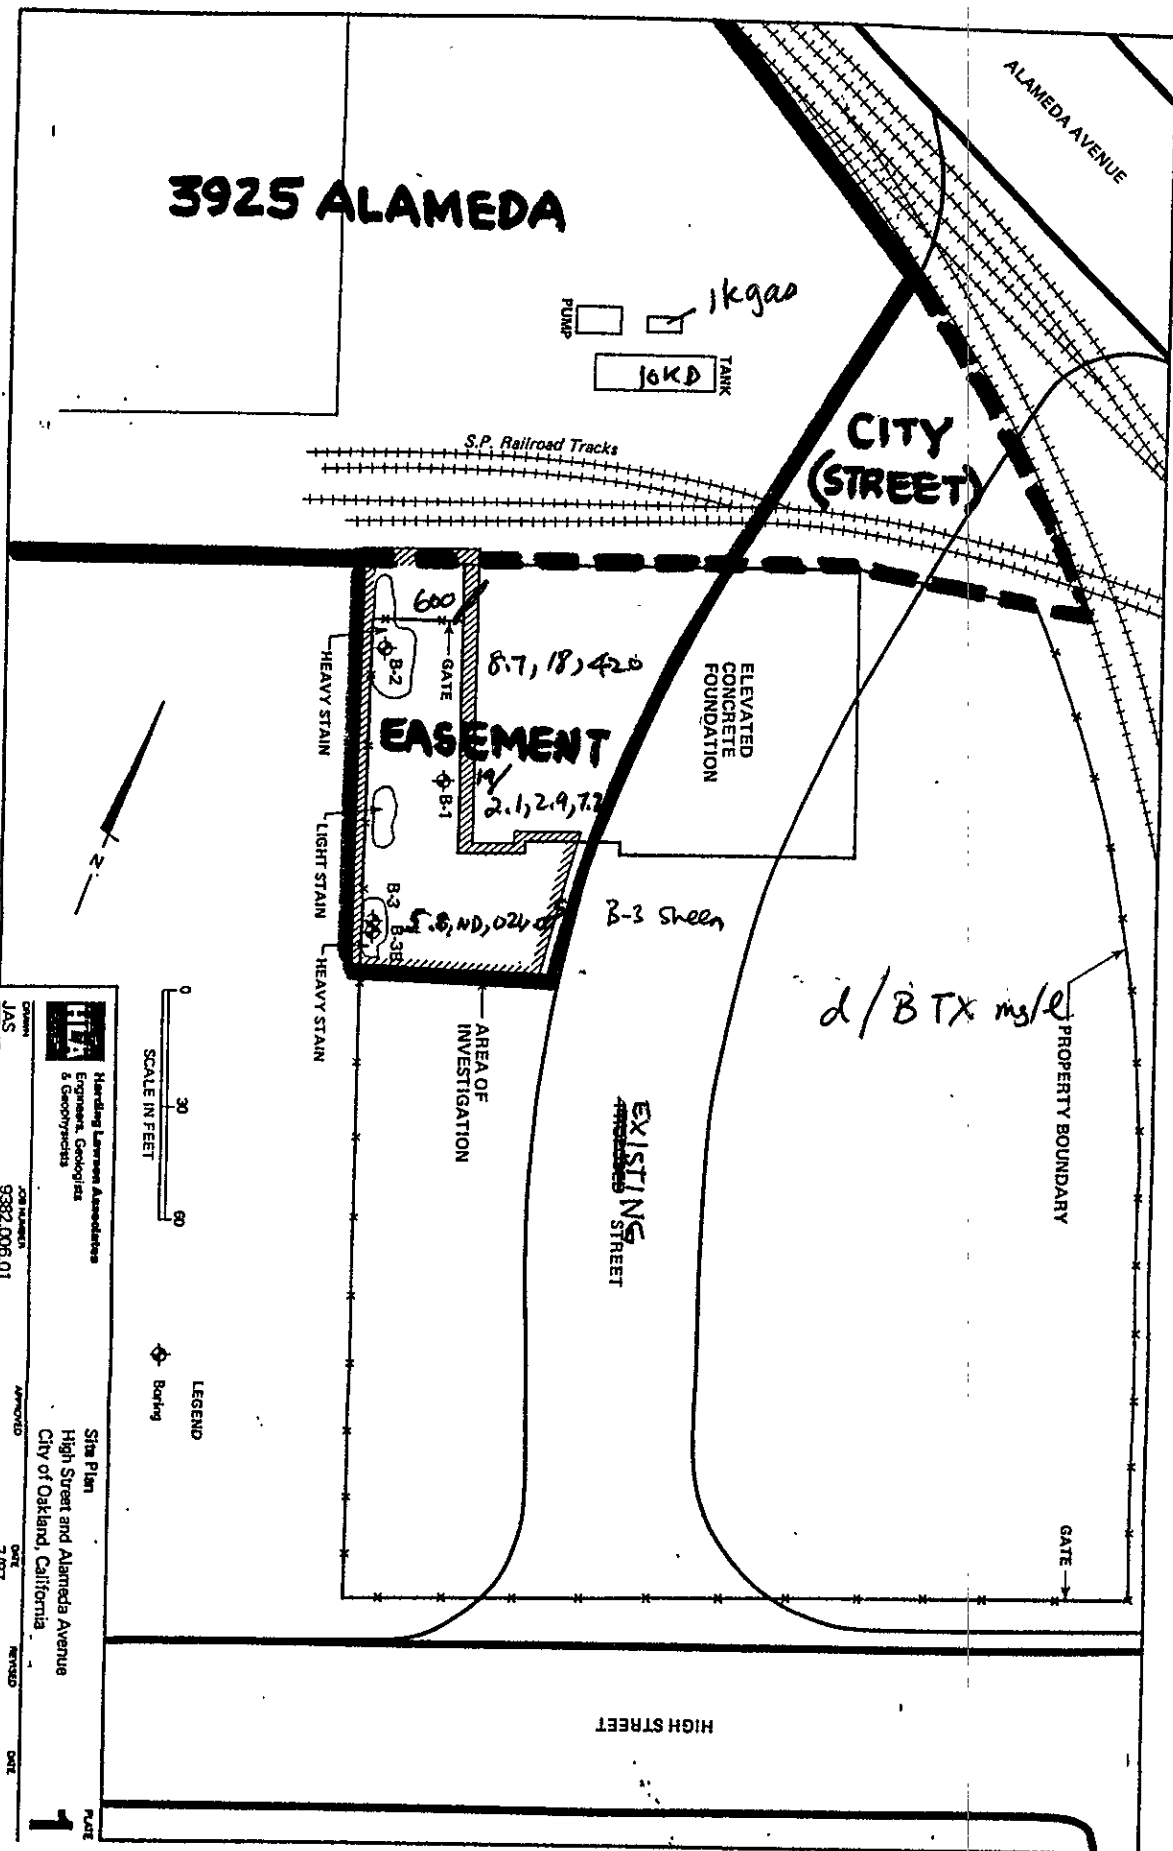 ALAMEDA AVENUE
3925 ALAMEDA
1kgas
PUMP
TANK
10KD
CITY
(STREET)
S.P. Railroad Tracks
600/
8.7, 18, 420
GATE
B-2
HEAVY STAIN
ELEVATED
CONCRETE
FOUNDATION
EASEMENT
19/
2.1, 2.9, 7.2
B-1
LIGHT STAIN
B-3
B-3B
5.8, ND,
B-3 Sheen
HEAVY STAIN
d/BTX mg/l
PROPERTY BOUNDARY
AREA OF
INVESTIGATION
EXISTING
STREET
N
0 30 60
SCALE IN FEET
LEGEND
Boring
GATE
HIGH STREET
HLA
Harding Lawson Associates
Engineers, Geologists
& Geophysicists
Site Plan
High Street and Alameda Avenue
City of Oakland, California
PLATE
1
DRAWN
JAS
JOB NUMBER
9382,006.01
APPROVED
DATE
7/87
REVISED
DATE